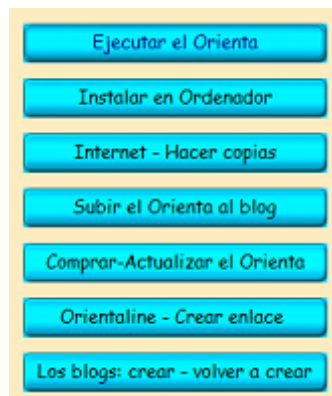 Ejecutar el Orienta
Instalar en Ordenador
Internet - Hacer copias
Subir el Orienta al blog
Comprar-Actualizar el Orienta
Orientaline - Crear enlace
Los blogs: crear - volver a crear